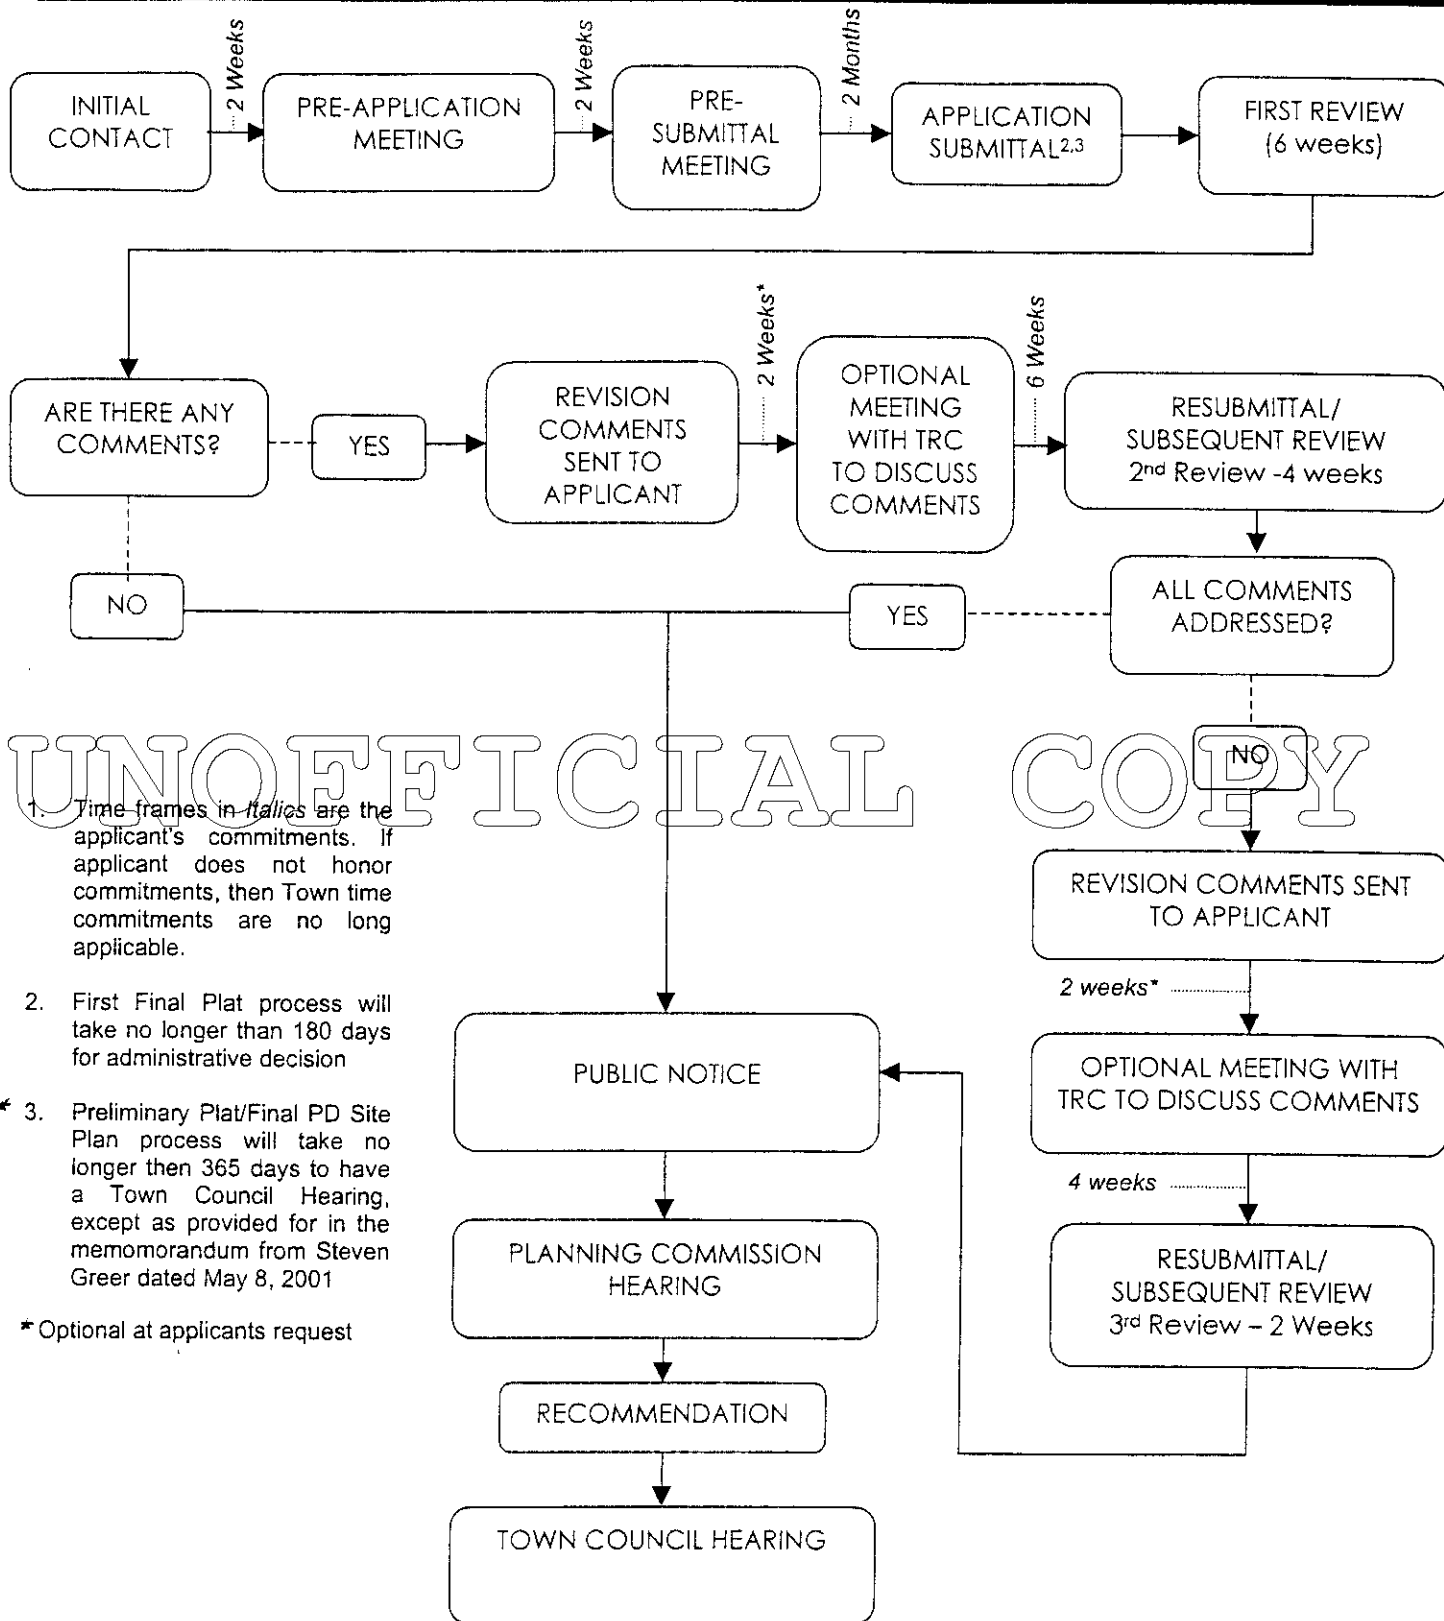 INITIAL
CONTACT
2 Weeks
PRE-APPLICATION
MEETING
2 Weeks
PRE-
SUBMITTAL
MEETING
2 Months
APPLICATION
SUBMITTAL2,3
FIRST REVIEW
(6 weeks)
ARE THERE ANY
COMMENTS?
YES
REVISION
COMMENTS
SENT TO
APPLICANT
2 Weeks*
OPTIONAL
MEETING
WITH TRC
TO DISCUSS
COMMENTS
6 Weeks
RESUBMITTAL/
SUBSEQUENT REVIEW
2nd Review -4 weeks
NO
YES
ALL COMMENTS
ADDRESSED?
NO
UNOFFICIAL COPY
1. Time frames in Italics are the
applicant's commitments. If
applicant does not honor
commitments, then Town time
commitments are no long
applicable.
2. First Final Plat process will
take no longer than 180 days
for administrative decision
* 3. Preliminary Plat/Final PD Site
Plan process will take no
longer then 365 days to have
a Town Council Hearing,
except as provided for in the
memomorandum from Steven
Greer dated May 8, 2001
* Optional at applicants request
REVISION COMMENTS SENT
TO APPLICANT
2 weeks*
OPTIONAL MEETING WITH
TRC TO DISCUSS COMMENTS
4 weeks
RESUBMITTAL/
SUBSEQUENT REVIEW
3rd Review – 2 Weeks
PUBLIC NOTICE
PLANNING COMMISSION
HEARING
RECOMMENDATION
TOWN COUNCIL HEARING